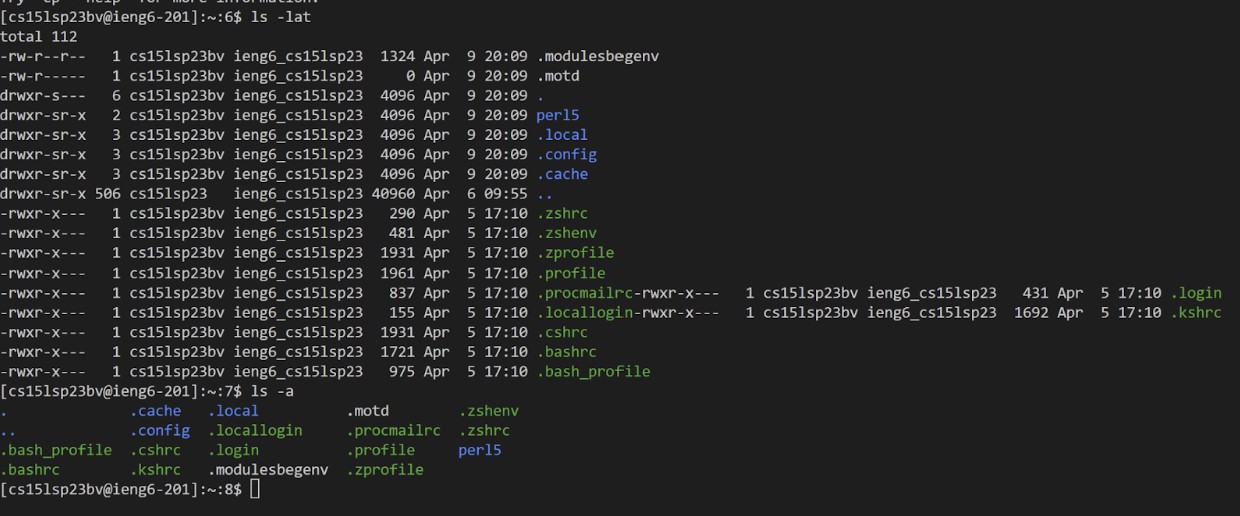 for more information.
[cs15lsp23bv@ieng6-201]:~:6$ ls -lat
total 112
-rw-r--r--   1 cs15lsp23bv ieng6_cs15lsp23  1324 Apr  9 20:09 .modulesbegenv
-rw-r-----   1 cs15lsp23bv ieng6_cs15lsp23     0 Apr  9 20:09 .motd
drwxr-s---   6 cs15lsp23bv ieng6_cs15lsp23  4096 Apr  9 20:09 .
drwxr-sr-x   2 cs15lsp23bv ieng6_cs15lsp23  4096 Apr  9 20:09 perl5
drwxr-sr-x   3 cs15lsp23bv ieng6_cs15lsp23  4096 Apr  9 20:09 .local
drwxr-sr-x   3 cs15lsp23bv ieng6_cs15lsp23  4096 Apr  9 20:09 .config
drwxr-sr-x   3 cs15lsp23bv ieng6_cs15lsp23  4096 Apr  9 20:09 .cache
drwxr-sr-x 506 cs15lsp23   ieng6_cs15lsp23 40960 Apr  6 09:55 ..
-rwxr-x---   1 cs15lsp23bv ieng6_cs15lsp23   290 Apr  5 17:10 .zshrc
-rwxr-x---   1 cs15lsp23bv ieng6_cs15lsp23   481 Apr  5 17:10 .zshenv
-rwxr-x---   1 cs15lsp23bv ieng6_cs15lsp23  1931 Apr  5 17:10 .zprofile
-rwxr-x---   1 cs15lsp23bv ieng6_cs15lsp23  1961 Apr  5 17:10 .profile
-rwxr-x---   1 cs15lsp23bv ieng6_cs15lsp23   837 Apr  5 17:10 .procmailrc-rwxr-x---   1 cs15lsp23bv ieng6_cs15lsp23   431 Apr  5 17:10 .login
-rwxr-x---   1 cs15lsp23bv ieng6_cs15lsp23   155 Apr  5 17:10 .locallogin-rwxr-x---   1 cs15lsp23bv ieng6_cs15lsp23  1692 Apr  5 17:10 .kshrc
-rwxr-x---   1 cs15lsp23bv ieng6_cs15lsp23  1931 Apr  5 17:10 .cshrc
-rwxr-x---   1 cs15lsp23bv ieng6_cs15lsp23  1721 Apr  5 17:10 .bashrc
-rwxr-x---   1 cs15lsp23bv ieng6_cs15lsp23   975 Apr  5 17:10 .bash_profile
[cs15lsp23bv@ieng6-201]:~:7$ ls -a
.              .cache   .local          .motd        .zshenv
..             .config  .locallogin     .procmailrc  .zshrc
.bash_profile  .cshrc   .login          .profile     perl5
.bashrc        .kshrc   .modulesbegenv  .zprofile
[cs15lsp23bv@ieng6-201]:~:8$